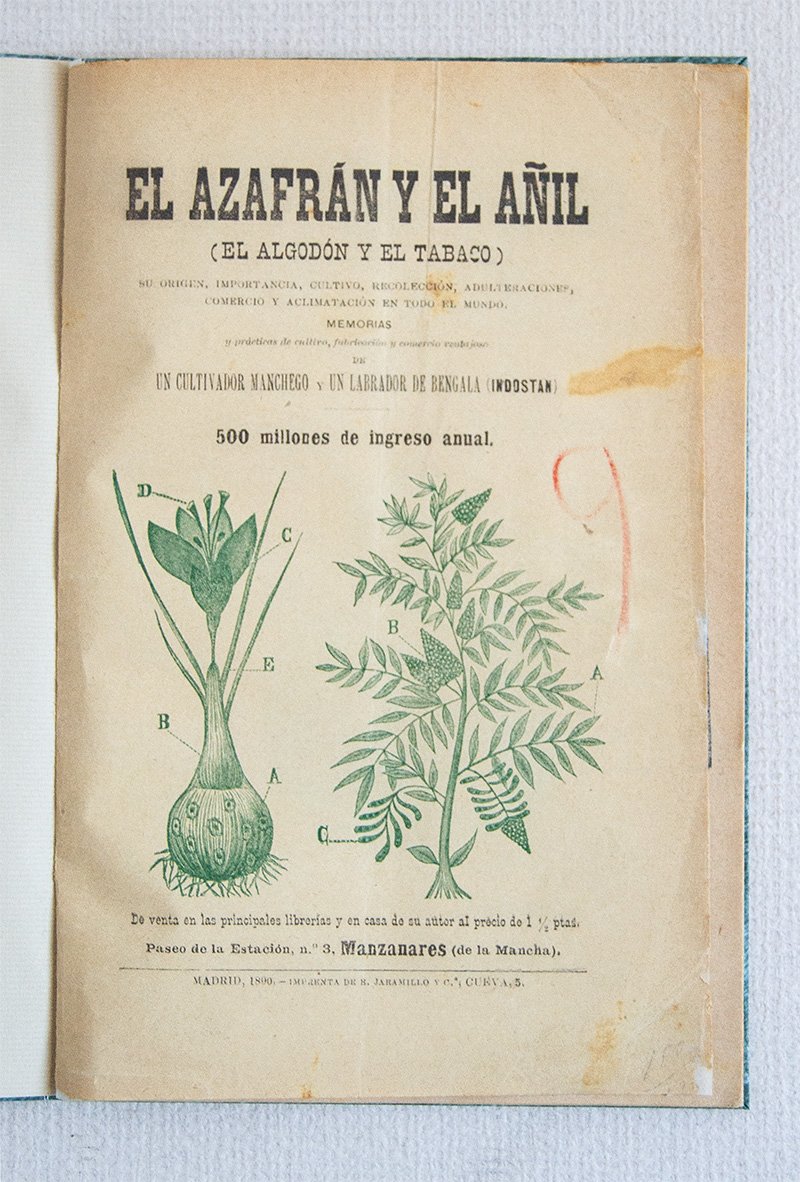 EL AZAFRÁN Y EL AÑIL
(EL ALGODÓN Y EL TABACO)
SU ORIGEN, IMPORTANCIA, CULTIVO, RECOLECCIÓN, ADULTERACIONES,
COMERCIO Y ACLIMATACIÓN EN TODO EL MUNDO.
MEMORIAS
y prácticas de cultivo, fabricación y comercio ventajoso
DE
UN CULTIVADOR MANCHEGO Y UN LABRADOR DE BENGALA (INDOSTAN)
500 millones de ingreso anual.
9
D
C
E
B
A
B
A
C
De venta en las principales librerías y en casa de su autor al precio de 1 1/2 ptas.
Paseo de la Estación, n.º 3, Manzanares (de la Mancha).
MADRID, 1890.—IMPRENTA DE R. JARAMILLO Y C.ª, CUEVA, 5.